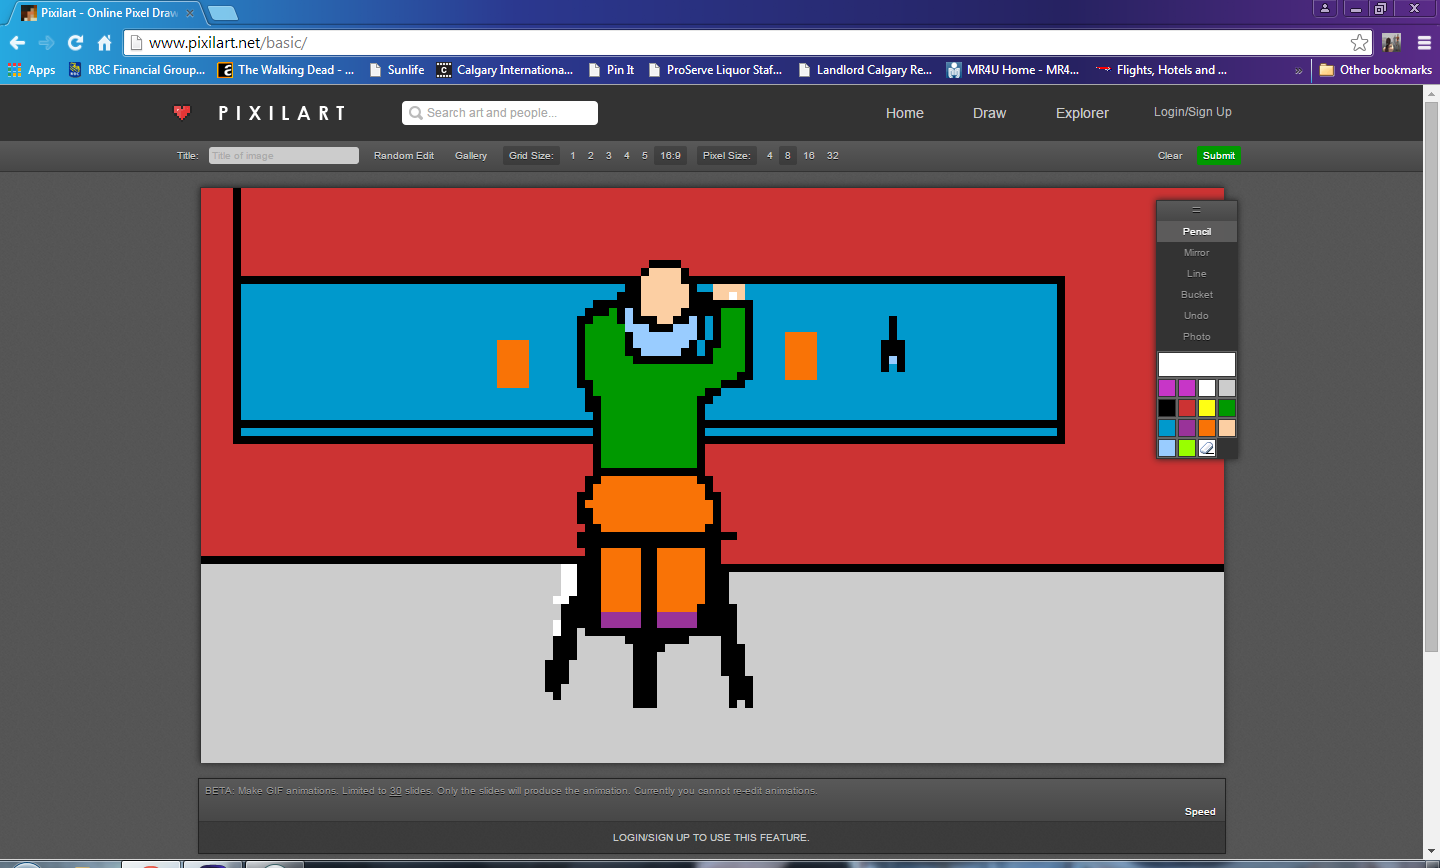 Pixilart - Online Pixel Draw
www.pixilart.net/basic/
Apps RBC Financial Group... The Walking Dead - ... Sunlife Calgary Internationa... Pin It ProServe Liquor Staf... Landlord Calgary Re... MR4U Home - MR4... Flights, Hotels and ... » Other bookmarks
PIXILART Search art and people... Home Draw Explorer Login/Sign Up
Title: Title of image Random Edit Gallery Grid Size: 1 2 3 4 5 16:9 Pixel Size: 4 8 16 32 Clear Submit
Pencil
Mirror
Line
Bucket
Undo
Photo
BETA: Make GIF animations. Limited to 30 slides. Only the slides will produce the animation. Currently you cannot re-edit animations.
Speed
LOGIN/SIGN UP TO USE THIS FEATURE.